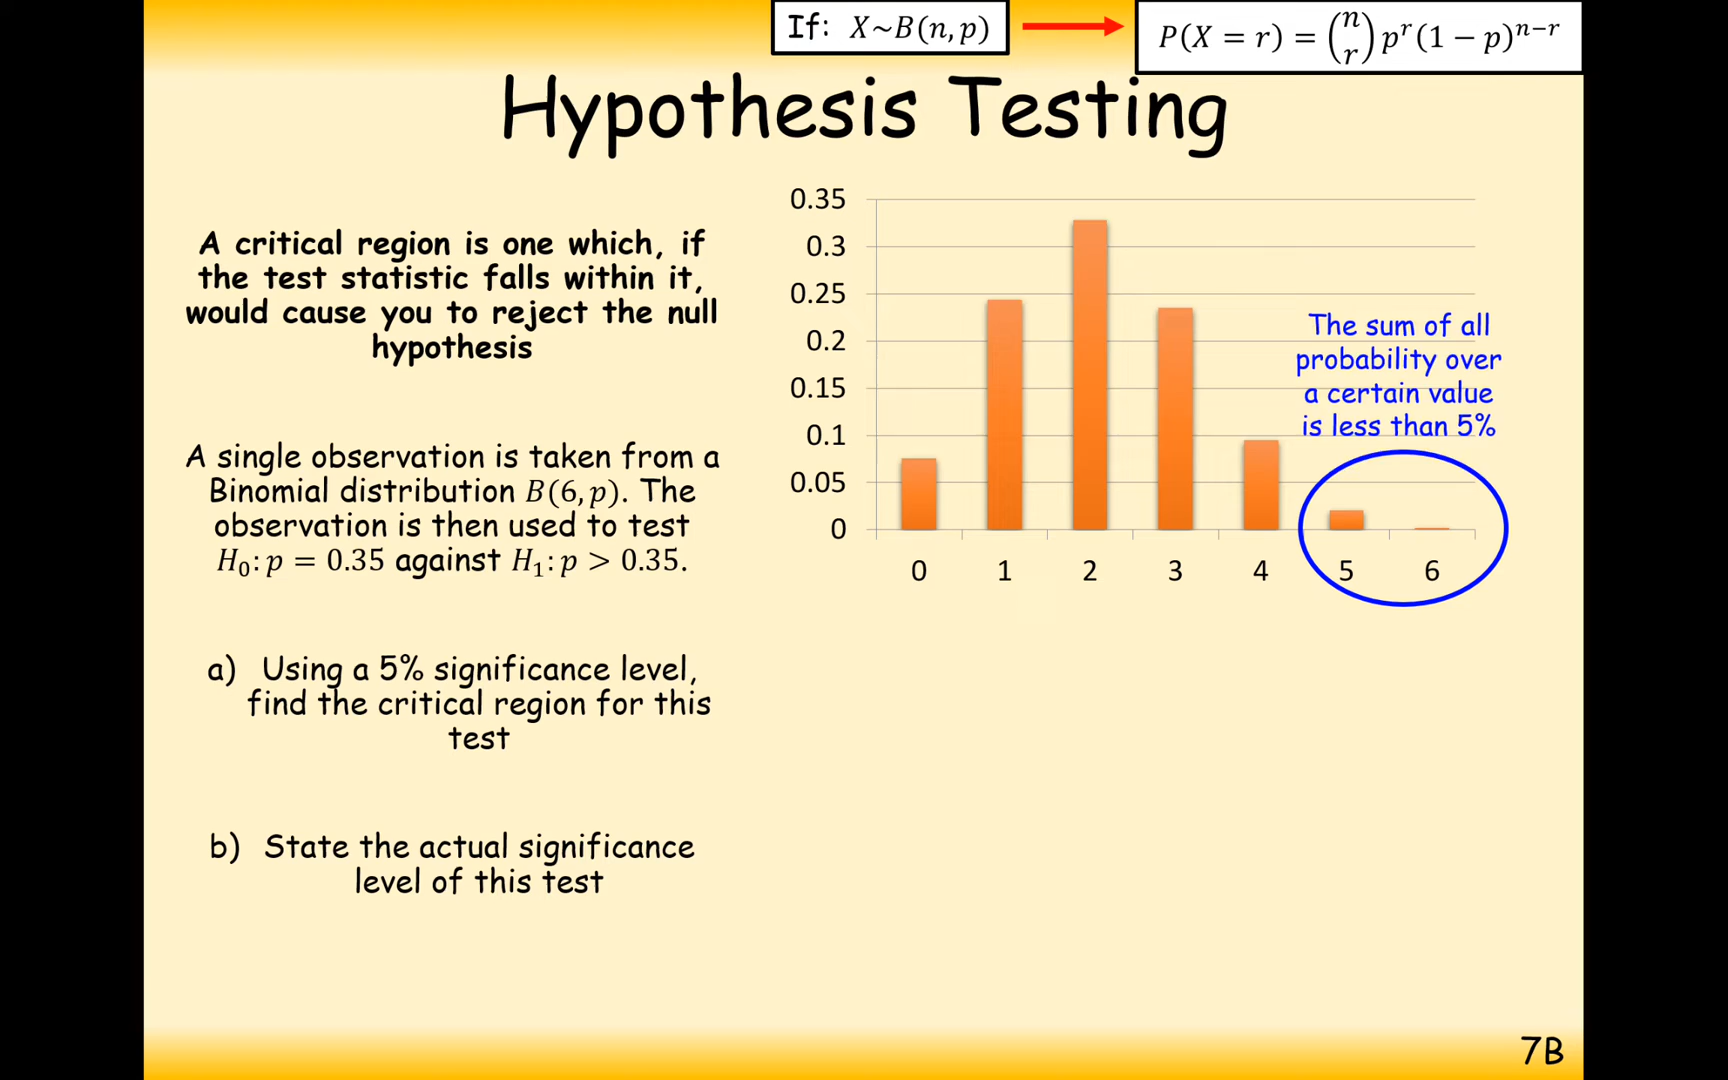 If: X~B(n,p)
P(X = r) = (n r) pʳ(1 − p)ⁿ⁻ʳ
Hypothesis Testing
A critical region is one which, if
the test statistic falls within it,
would cause you to reject the null
hypothesis
A single observation is taken from a
Binomial distribution B(6,p). The
observation is then used to test
H₀: p = 0.35 against H₁: p > 0.35.
a) Using a 5% significance level,
find the critical region for this
test
b) State the actual significance
level of this test
0.35
0.3
0.25
0.2
0.15
0.1
0.05
0
0 1 2 3 4 5 6
The sum of all
probability over
a certain value
is less than 5%
7B